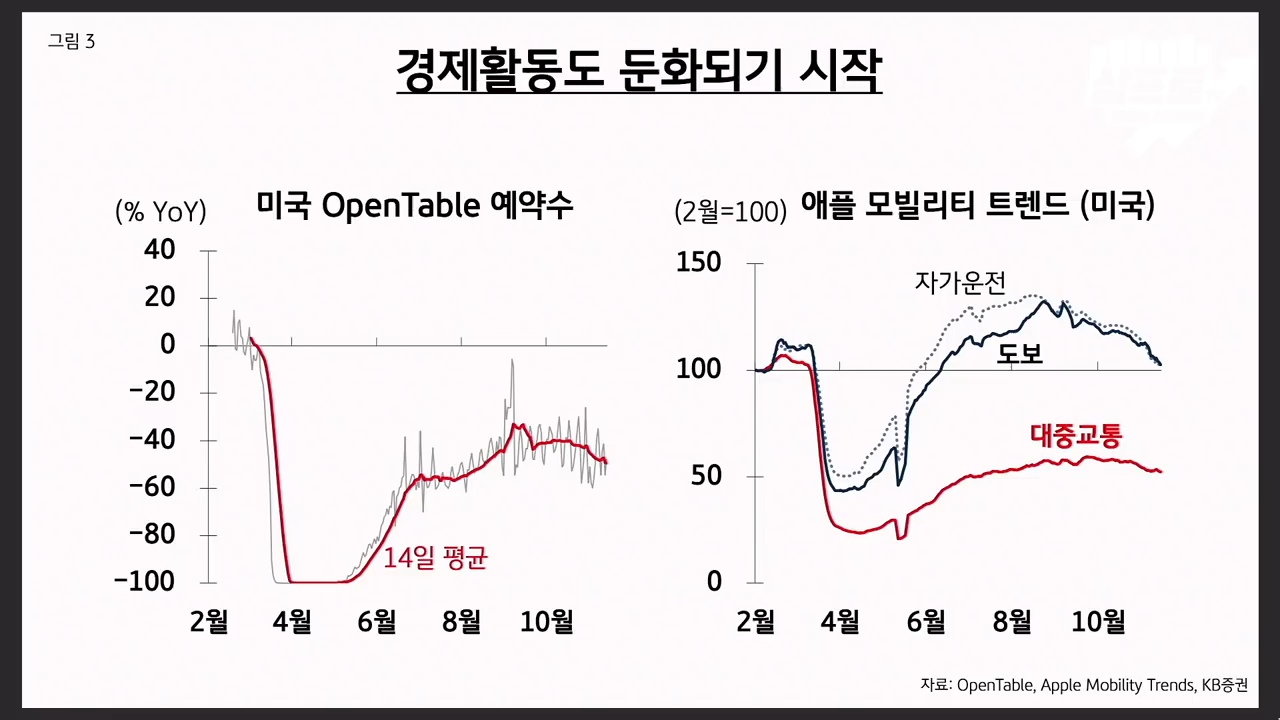 그림 3
경제활동도 둔화되기 시작
(% YoY) 미국 OpenTable 예약수
40
20
0
−20
−40
−60
−80
−100
14일 평균
2월 4월 6월 8월 10월
(2월=100) 애플 모빌리티 트렌드 (미국)
150
100
50
0
자가운전
도보
대중교통
2월 4월 6월 8월 10월
자료: OpenTable, Apple Mobility Trends, KB증권